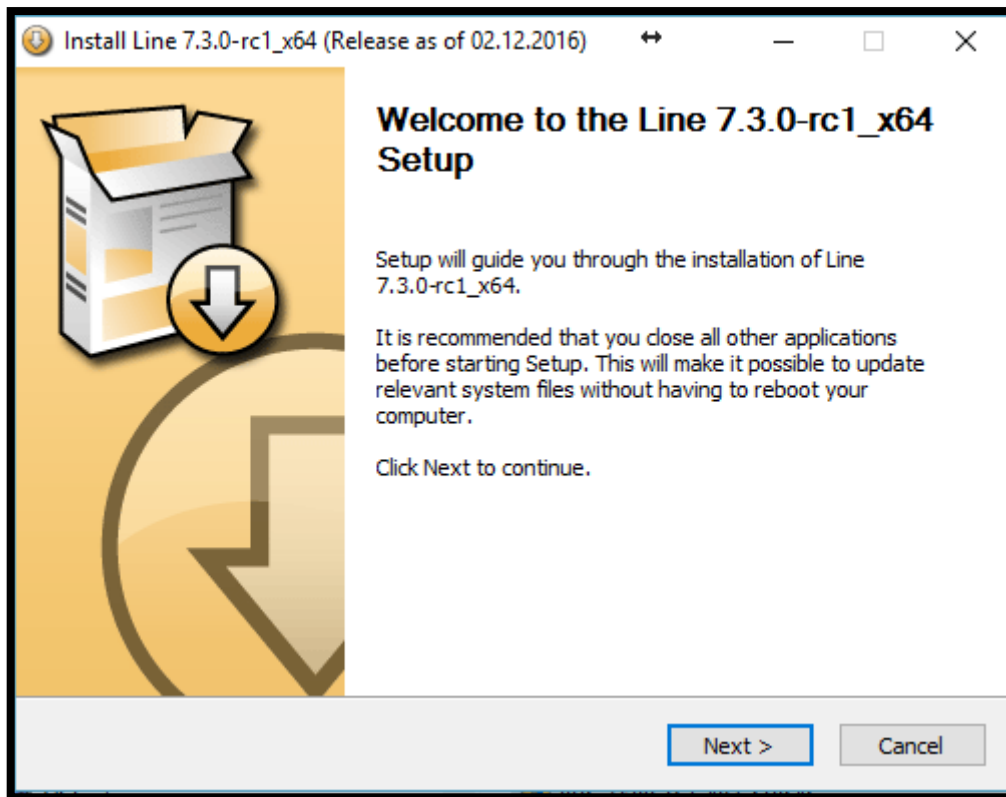 Install Line 7.3.0-rc1_x64 (Release as of 02.12.2016)
Welcome to the Line 7.3.0-rc1_x64
Setup
Setup will guide you through the installation of Line
7.3.0-rc1_x64.
It is recommended that you close all other applications
before starting Setup. This will make it possible to update
relevant system files without having to reboot your
computer.
Click Next to continue.
Next >
Cancel